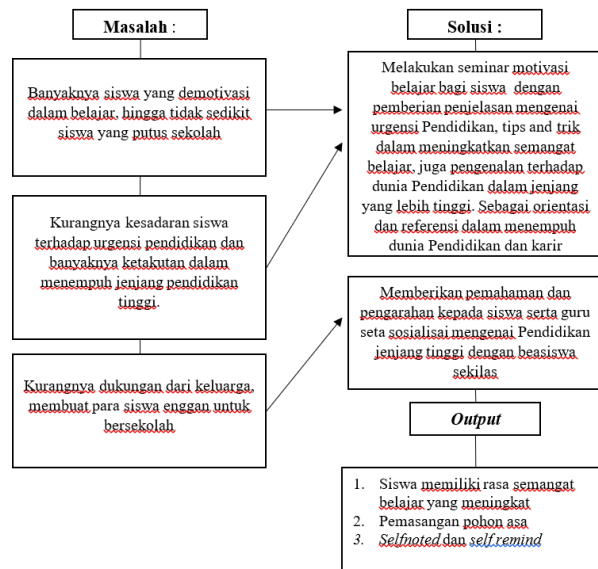 Masalah :
Banyaknya siswa yang demotivasi
dalam belajar, hingga tidak sedikit
siswa yang putus sekolah
Kurangnya kesadaran siswa
terhadap urgensi pendidikan dan
banyaknya ketakutan dalam
menempuh jenjang pendidikan
tinggi.
Kurangnya dukungan dari keluarga,
membuat para siswa enggan untuk
bersekolah
Solusi :
Melakukan seminar motivasi
belajar bagi siswa dengan
pemberian penjelasan mengenai
urgensi Pendidikan, tips and trik
dalam meningkatkan semangat
belajar, juga pengenalan terhadap
dunia Pendidikan dalam jenjang
yang lebih tinggi. Sebagai orientasi
dan referensi dalam menempuh
dunia Pendidikan dan karir
Memberikan pemahaman dan
pengarahan kepada siswa serta guru
seta sosialisai mengenai Pendidikan
jenjang tinggi dengan beasiswa
sekilas
Output
1. Siswa memiliki rasa semangat
belajar yang meningkat
2. Pemasangan pohon asa
3. Selfnoted dan self remind